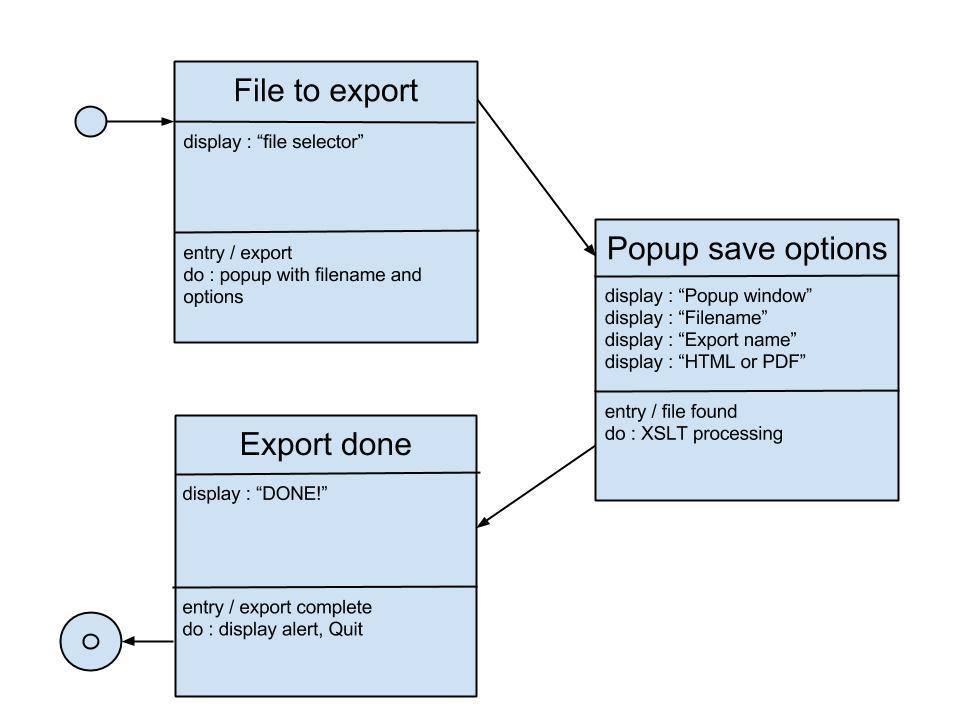 File to export
display : “file selector”
entry / export
do : popup with filename and
options
Popup save options
display : “Popup window”
display : “Filename”
display : “Export name”
display : “HTML or PDF”
entry / file found
do : XSLT processing
Export done
display : “DONE!”
entry / export complete
do : display alert, Quit